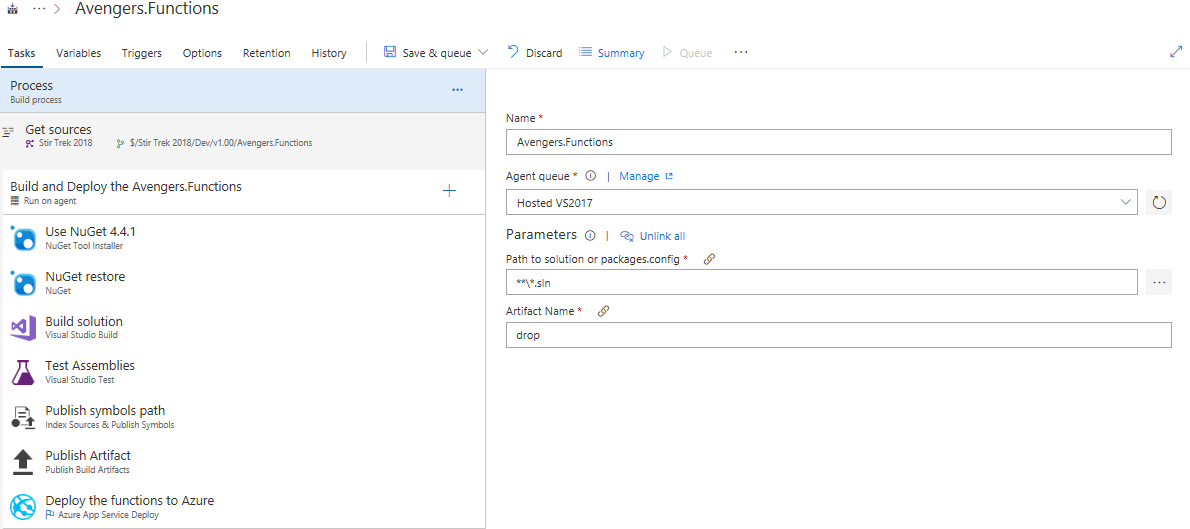 ··· > Avengers.Functions
Tasks Variables Triggers Options Retention History Save & queue Discard Summary Queue ···
Process ···
Build process
Get sources
Stir Trek 2018 $/Stir Trek 2018/Dev/v1.00/Avengers.Functions
Build and Deploy the Avengers.Functions +
Run on agent
Use NuGet 4.4.1
NuGet Tool Installer
NuGet restore
NuGet
Build solution
Visual Studio Build
Test Assemblies
Visual Studio Test
Publish symbols path
Index Sources & Publish Symbols
Publish Artifact
Publish Build Artifacts
Deploy the functions to Azure
Azure App Service Deploy
Name *
Avengers.Functions
Agent queue * | Manage
Hosted VS2017
Parameters | Unlink all
Path to solution or packages.config *
**\*.sln ···
Artifact Name *
drop